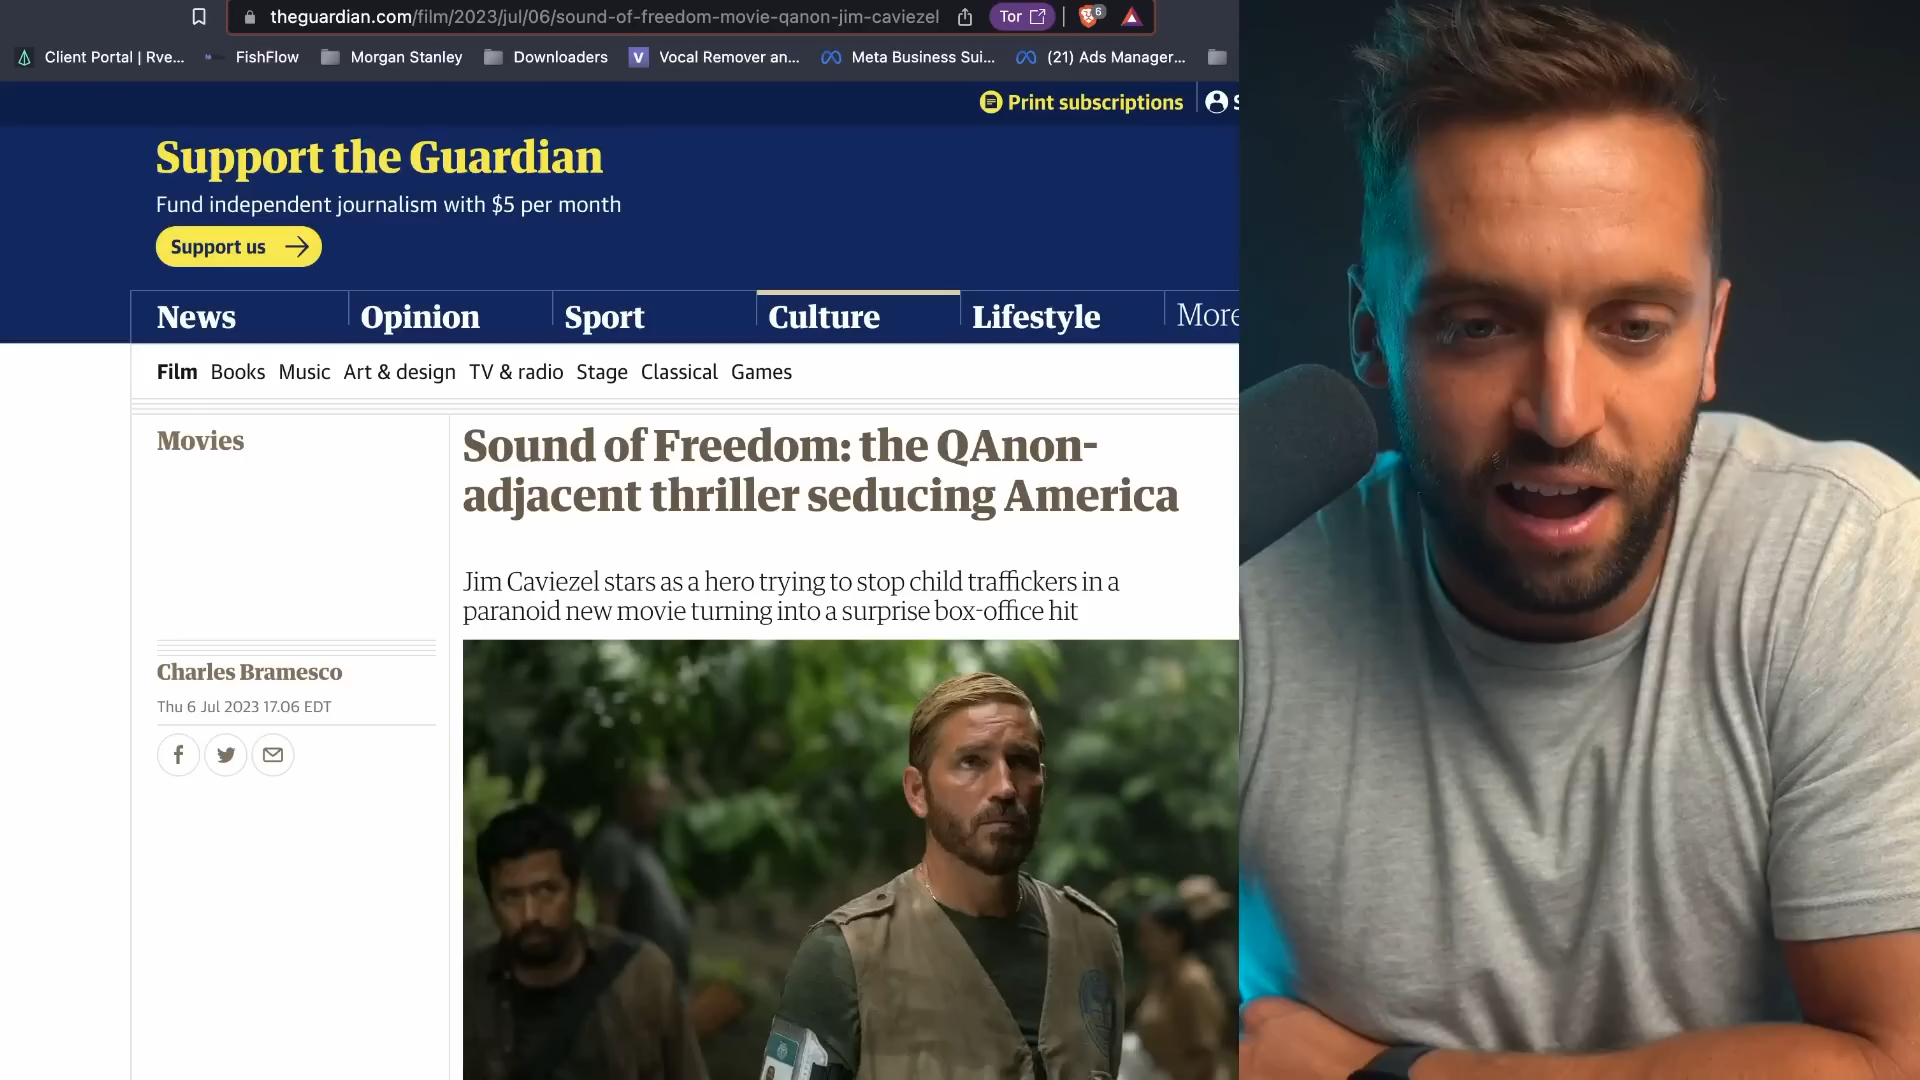 theguardian.com/film/2023/jul/06/sound-of-freedom-movie-qanon-jim-caviezel
Tor
6
Client Portal | Rve...
FishFlow
Morgan Stanley
Downloaders
V
Vocal Remover an...
Meta Business Sui...
(21) Ads Manager...
Print subscriptions
S
Support the Guardian
Fund independent journalism with $5 per month
Support us
News
Opinion
Sport
Culture
Lifestyle
More
Film Books Music Art & design TV & radio Stage Classical Games
Movies
Sound of Freedom: the QAnon-
adjacent thriller seducing America
Jim Caviezel stars as a hero trying to stop child traffickers in a
paranoid new movie turning into a surprise box-office hit
Charles Bramesco
Thu 6 Jul 2023 17.06 EDT